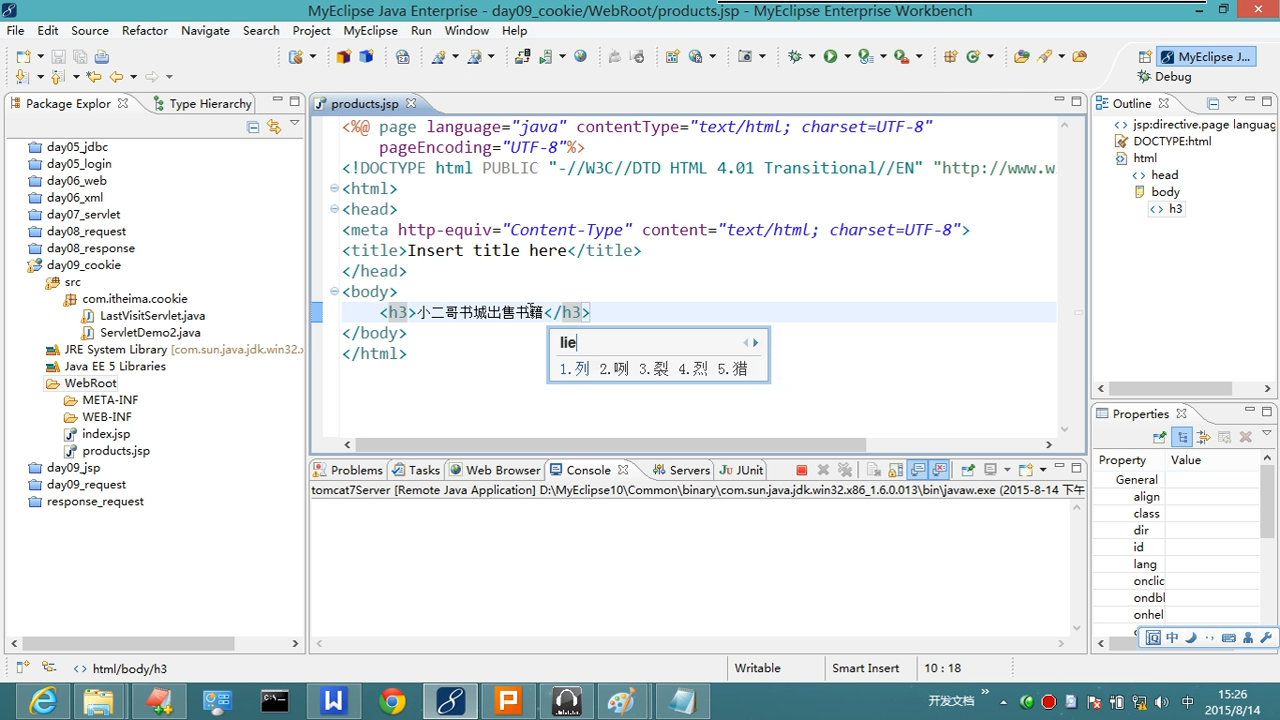 MyEclipse Java Enterprise - day09_cookie/WebRoot/products.jsp - MyEclipse Enterprise Workbench
File Edit Source Refactor Navigate Search Project MyEclipse Run Window Help
MyEclipse J...
Debug
Package Explor
Type Hierarchy
day05_jdbc
day05_login
day06_web
day06_xml
day07_servlet
day08_request
day08_response
day09_cookie
src
com.itheima.cookie
LastVisitServlet.java
ServletDemo2.java
JRE System Library [com.sun.java.jdk.win32.x
Java EE 5 Libraries
WebRoot
META-INF
WEB-INF
index.jsp
products.jsp
day09_jsp
day09_request
response_request
products.jsp
<%@ page language="java" contentType="text/html; charset=UTF-8"
pageEncoding="UTF-8"%>
<!DOCTYPE html PUBLIC "-//W3C//DTD HTML 4.01 Transitional//EN" "http://www.w
<html>
<head>
<meta http-equiv="Content-Type" content="text/html; charset=UTF-8">
<title>Insert title here</title>
</head>
<body>
<h3>小二哥书城出售书籍</h3>
</body>
</html>
lie
1.列 2.咧 3.裂 4.烈 5.猎
Outline
jsp:directive.page languag
DOCTYPE:html
html
head
body
h3
Properties
Property Value
General
align
class
dir
id
lang
onclic
ondbl
onhel
Problems Tasks Web Browser Console Servers JUnit
tomcat7Server [Remote Java Application] D:\MyEclipse10\Common\binary\com.sun.java.jdk.win32.x86_1.6.0.013\bin\javaw.exe (2015-8-14 下午
中
html/body/h3
Writable
Smart Insert
10 : 18
开发文档
中
15:26
2015/8/14